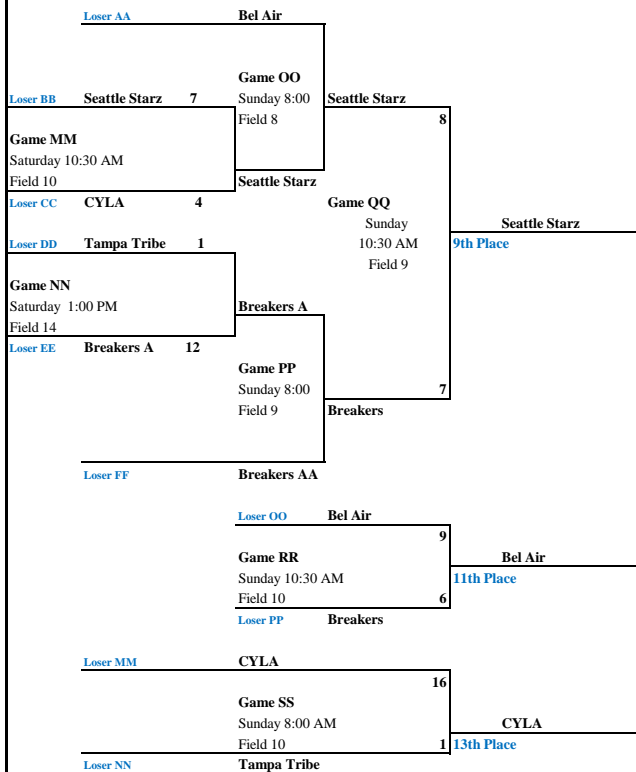 Loser AA Bel Air
Game OO
Loser BB Seattle Starz 7 Sunday 8:00 Seattle Starz
Field 8 8
Game MM
Saturday 10:30 AM
Field 10 Seattle Starz
Loser CC CYLA 4 Game QQ
Sunday Seattle Starz
Loser DD Tampa Tribe 1 10:30 AM 9th Place
Field 9
Game NN
Saturday 1:00 PM Breakers A
Field 14
Loser EE Breakers A 12
Game PP
Sunday 8:00 7
Field 9 Breakers
Loser FF Breakers AA
Loser OO Bel Air
9
Game RR Bel Air
Sunday 10:30 AM 11th Place
Field 10 6
Loser PP Breakers
Loser MM CYLA
16
Game SS
Sunday 8:00 AM CYLA
Field 10 1 13th Place
Loser NN Tampa Tribe